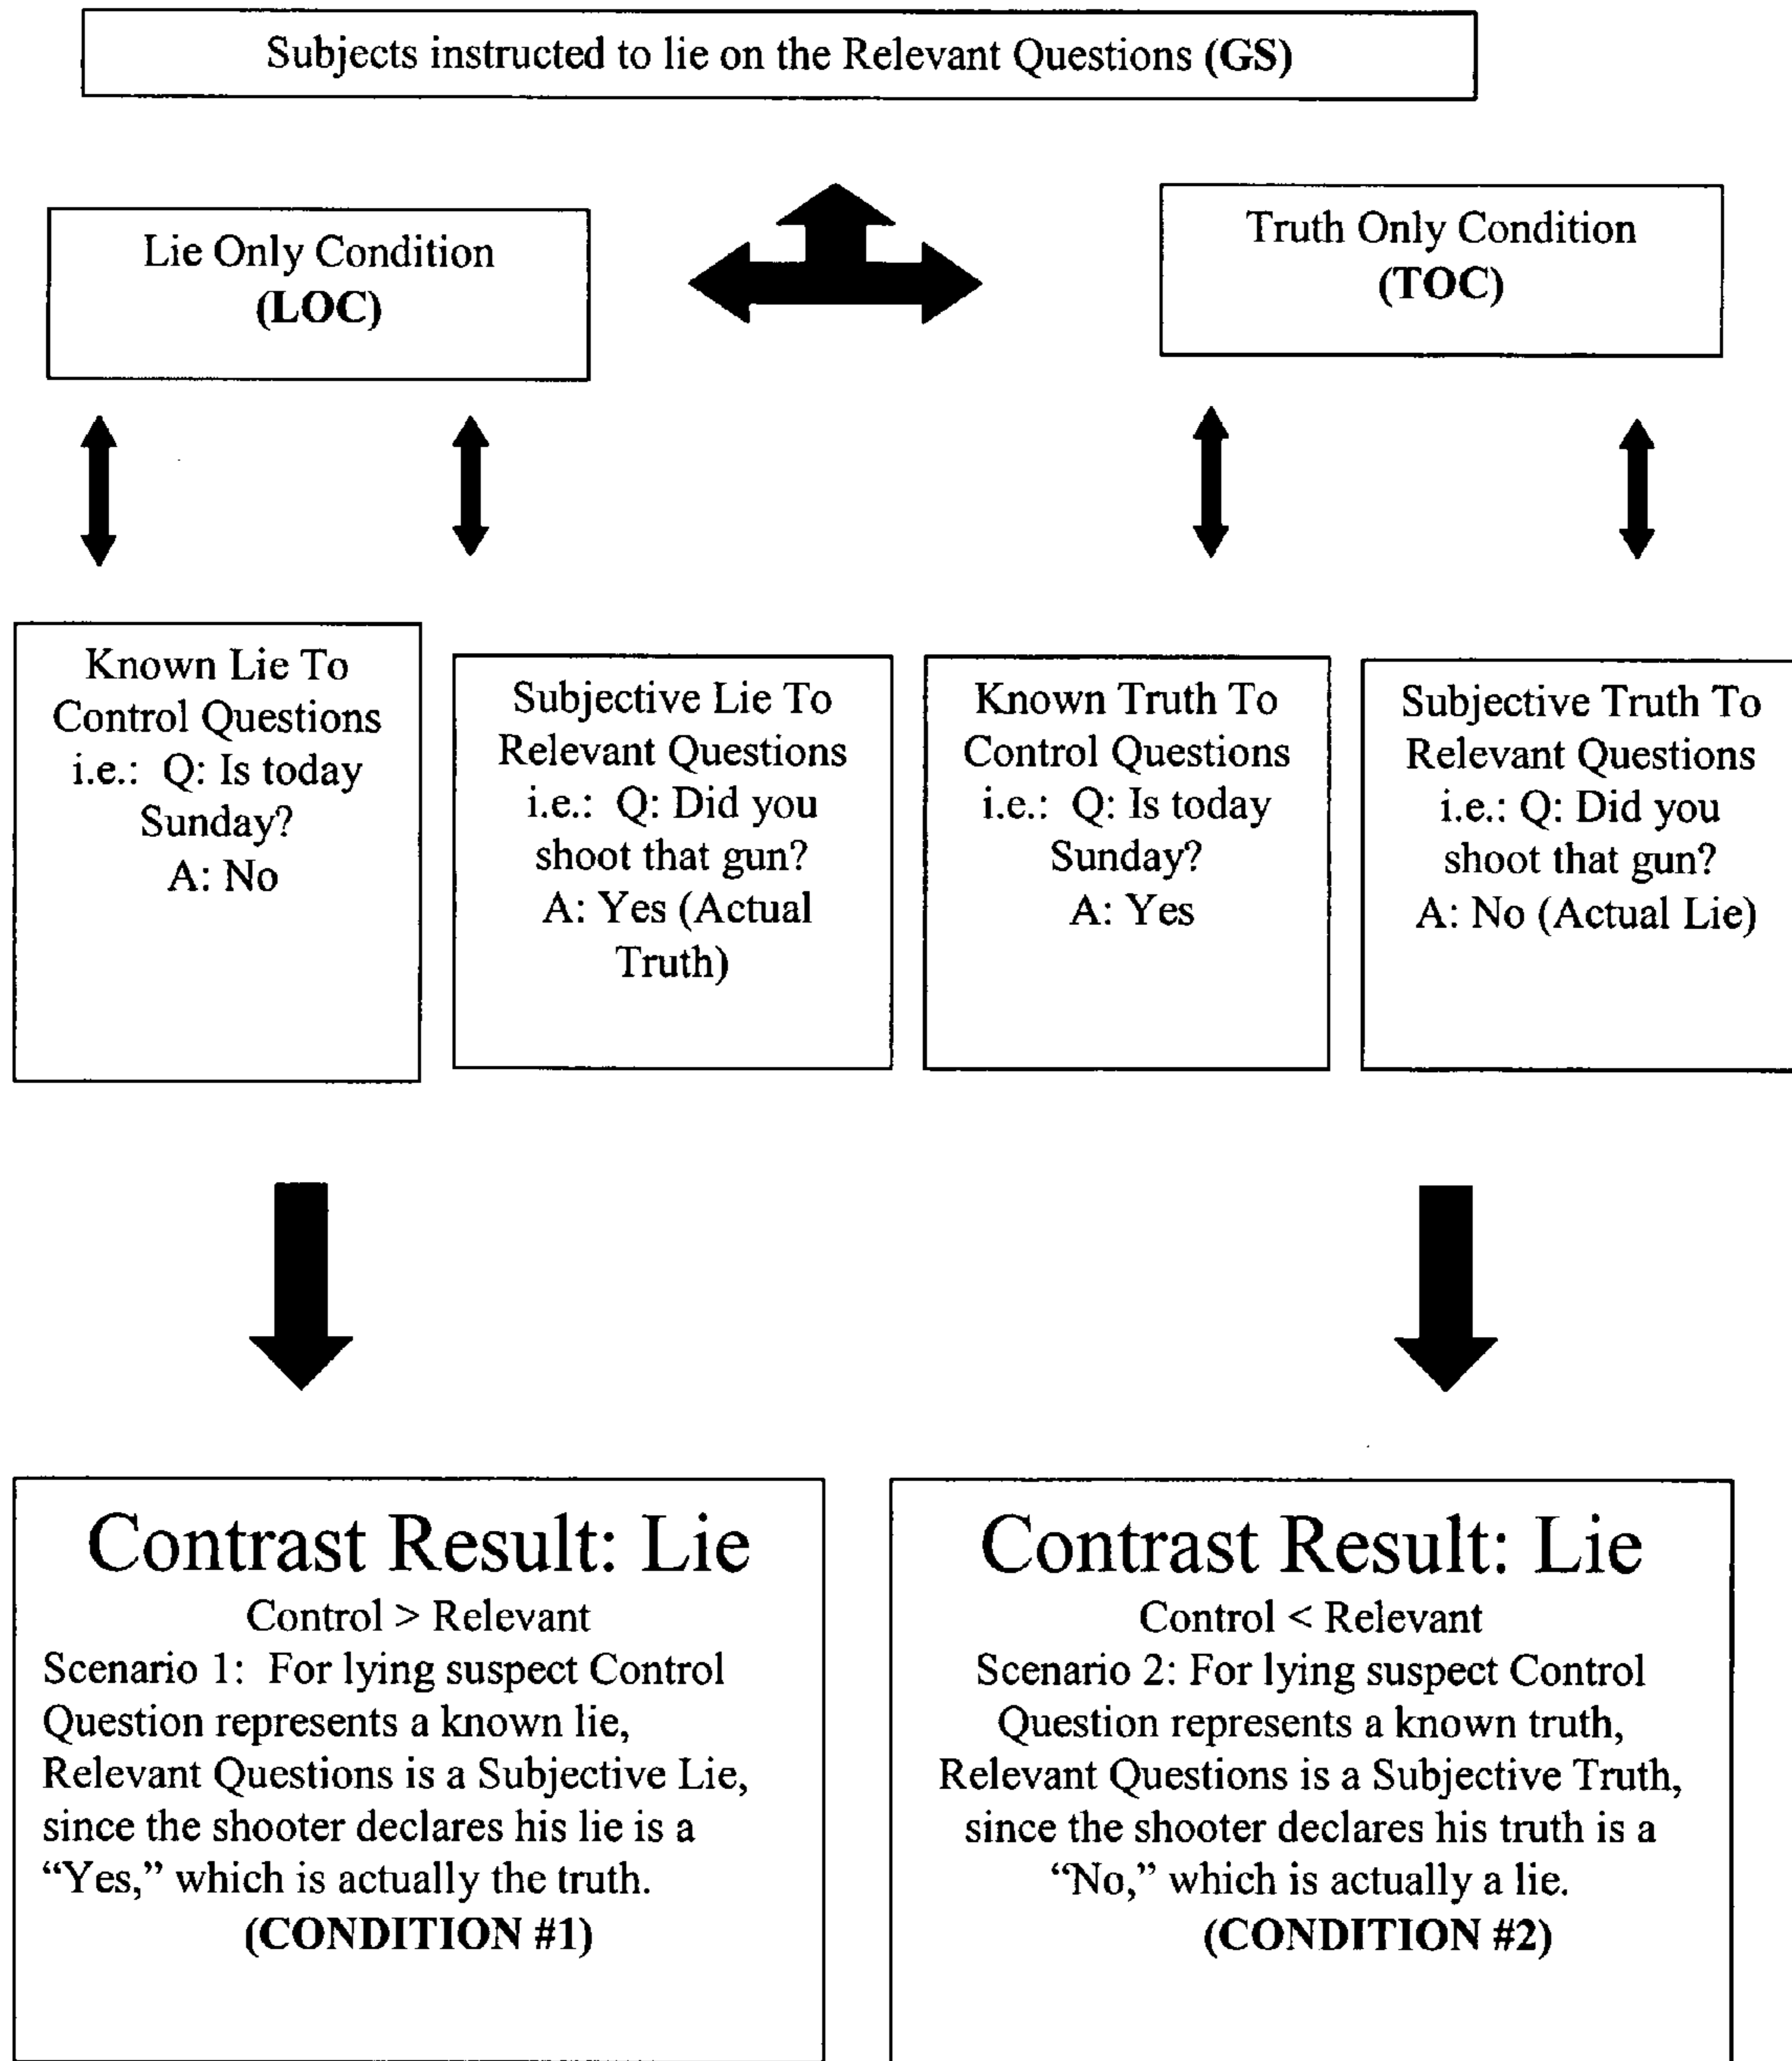 Subjects instructed to lie on the Relevant Questions (GS)
Lie Only Condition
(LOC)
Truth Only Condition
(TOC)
Known Lie To
Control Questions
i.e.: Q: Is today
Sunday?
A: No
Subjective Lie To
Relevant Questions
i.e.: Q: Did you
shoot that gun?
A: Yes (Actual
Truth)
Known Truth To
Control Questions
i.e.: Q: Is today
Sunday?
A: Yes
Subjective Truth To
Relevant Questions
i.e.: Q: Did you
shoot that gun?
A: No (Actual Lie)
Contrast Result: Lie
Control > Relevant
Scenario 1: For lying suspect Control
Question represents a known lie,
Relevant Questions is a Subjective Lie,
since the shooter declares his lie is a
“Yes,” which is actually the truth.
(CONDITION #1)
Contrast Result: Lie
Control < Relevant
Scenario 2: For lying suspect Control
Question represents a known truth,
Relevant Questions is a Subjective Truth,
since the shooter declares his truth is a
“No,” which is actually a lie.
(CONDITION #2)